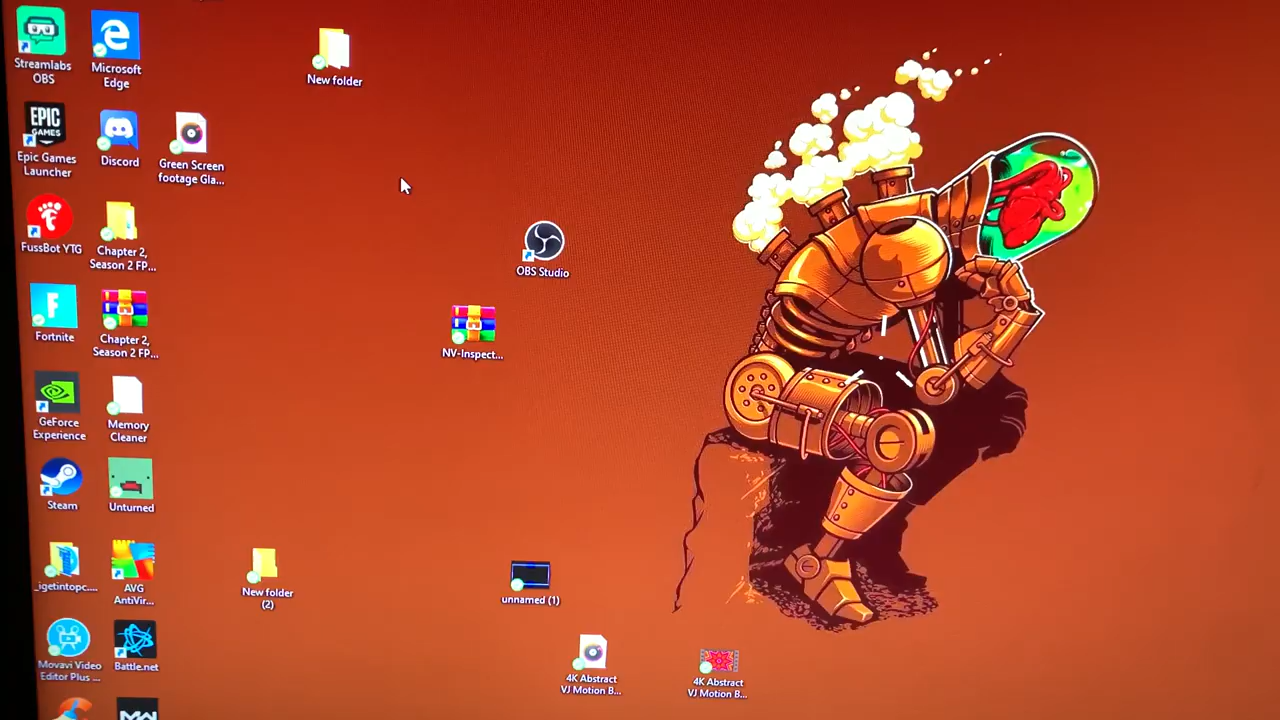 Streamlabs
OBS
Microsoft
Edge
New folder
EPIC
GAMES
Epic Games
Launcher
Discord
Green Screen
footage Gla...
FussBot YTG
Chapter 2,
Season 2 FP...
OBS Studio
F
Fortnite
Chapter 2,
Season 2 FP...
NV-Inspect...
GeForce
Experience
Memory
Cleaner
Steam
Unturned
_igetintopc....
AVG
AntiVir...
New folder
(2)
unnamed (1)
Movavi Video
Editor Plus ...
Battle.net
4K Abstract
VJ Motion B...
4K Abstract
VJ Motion B...
MW